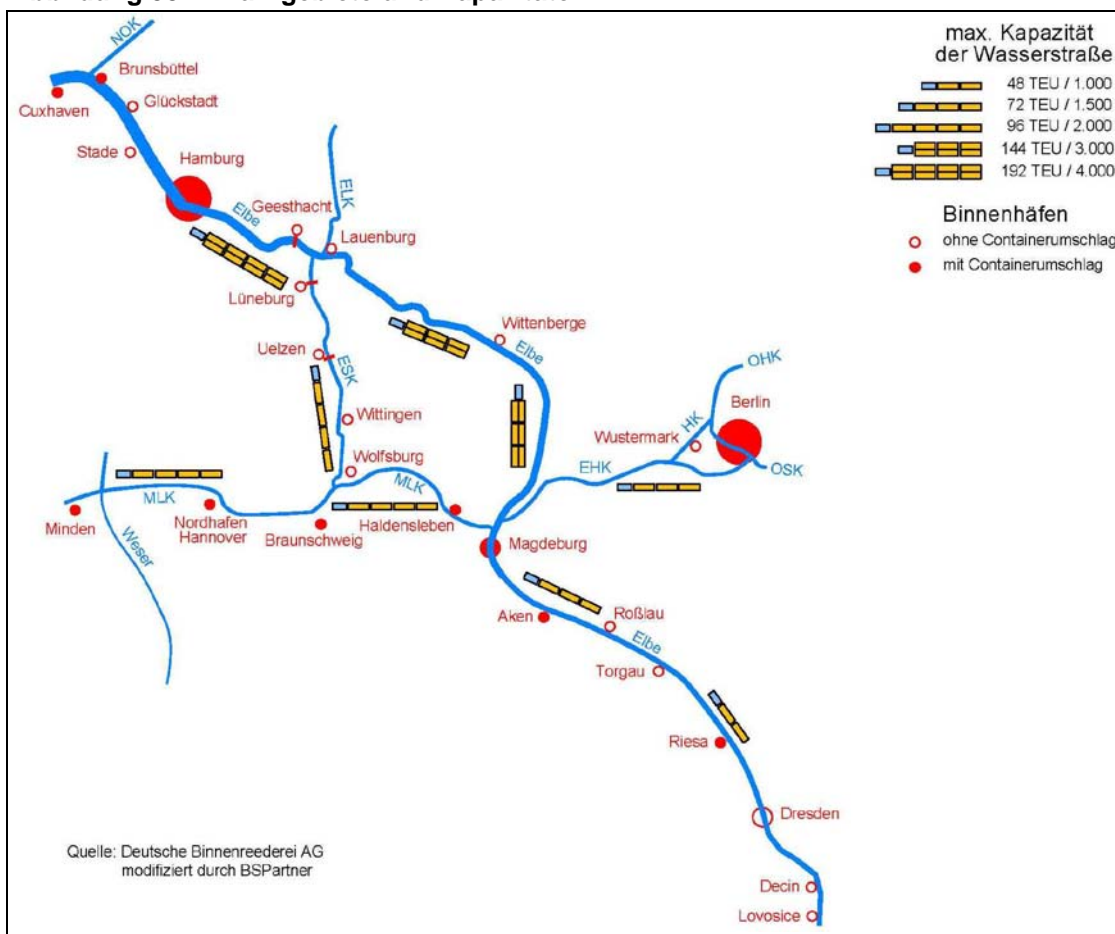 max. Kapazität
der Wasserstraße
48 TEU / 1.000
72 TEU / 1.500
96 TEU / 2.000
144 TEU / 3.000
192 TEU / 4.000
Binnenhäfen
ohne Containerumschlag
mit Containerumschlag
NOK
Brunsbüttel
Cuxhaven
Glückstadt
Stade
Hamburg
Elbe
Geesthacht
ELK
Lauenburg
Lüneburg
Uelzen
ESK
Wittenberge
Elbe
Wittingen
Wolfsburg
OHK
Berlin
HK
Wustermark
EHK
OSK
MLK
MLK
Minden
Nordhafen
Hannover
Braunschweig
Haldensleben
Weser
Magdeburg
Aken
Roßlau
Elbe
Torgau
Riesa
Dresden
Decin
Lovosice
Quelle: Deutsche Binnenreederei AG
modifiziert durch BSPartner